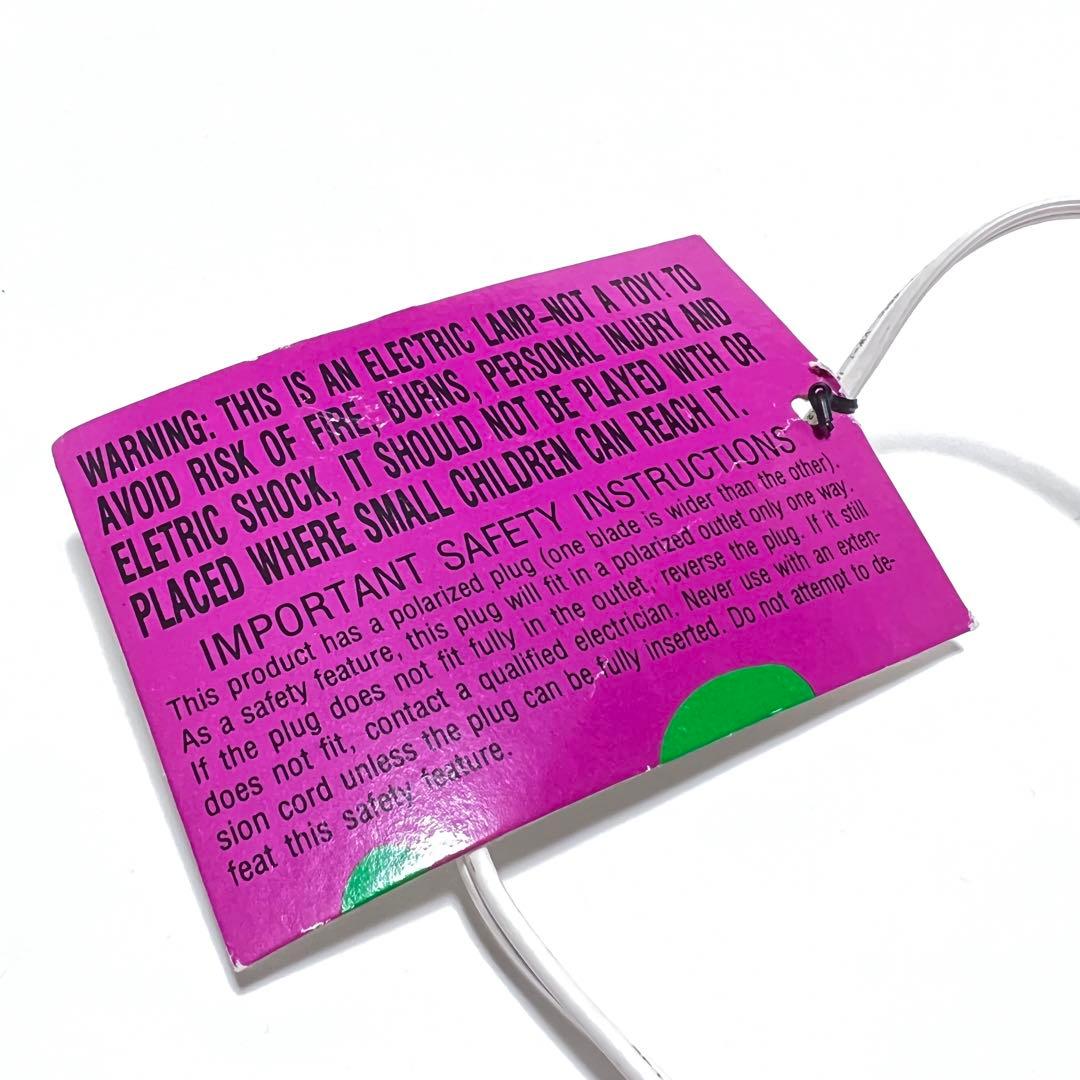 WARNING: THIS IS AN ELECTRIC LAMP–NOT A TOY! TO
AVOID RISK OF FIRE, BURNS, PERSONAL INJURY AND
ELETRIC SHOCK, IT SHOULD NOT BE PLAYED WITH OR
PLACED WHERE SMALL CHILDREN CAN REACH IT.
IMPORTANT SAFETY INSTRUCTIONS
This product has a polarized plug (one blade is wider than the other).
As a safety feature, this plug will fit in a polarized outlet only one way.
If the plug does not fit fully in the outlet, reverse the plug. If it still
does not fit, contact a qualified electrician. Never use with an exten-
sion cord unless the plug can be fully inserted. Do not attempt to de-
feat this safety feature.